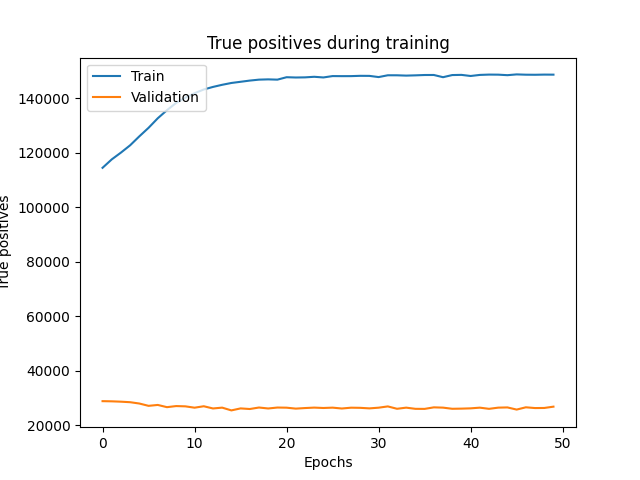 True positives during training
Train
Validation
True positives
140000
120000
100000
80000
60000
40000
20000
0 10 20 30 40 50
Epochs